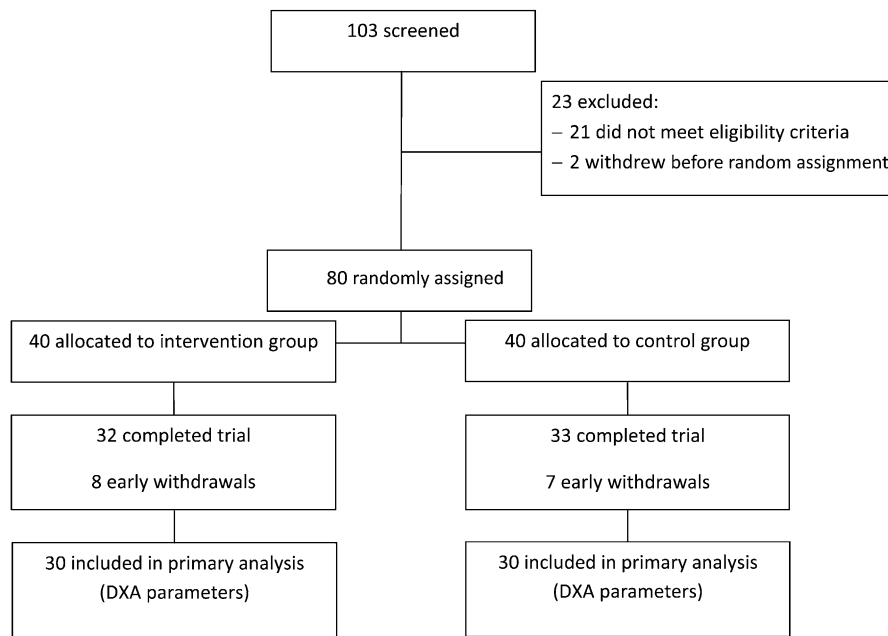 103 screened
23 excluded:
– 21 did not meet eligibility criteria
– 2 withdrew before random assignment
80 randomly assigned
40 allocated to intervention group
40 allocated to control group
32 completed trial
8 early withdrawals
33 completed trial
7 early withdrawals
30 included in primary analysis
(DXA parameters)
30 included in primary analysis
(DXA parameters)